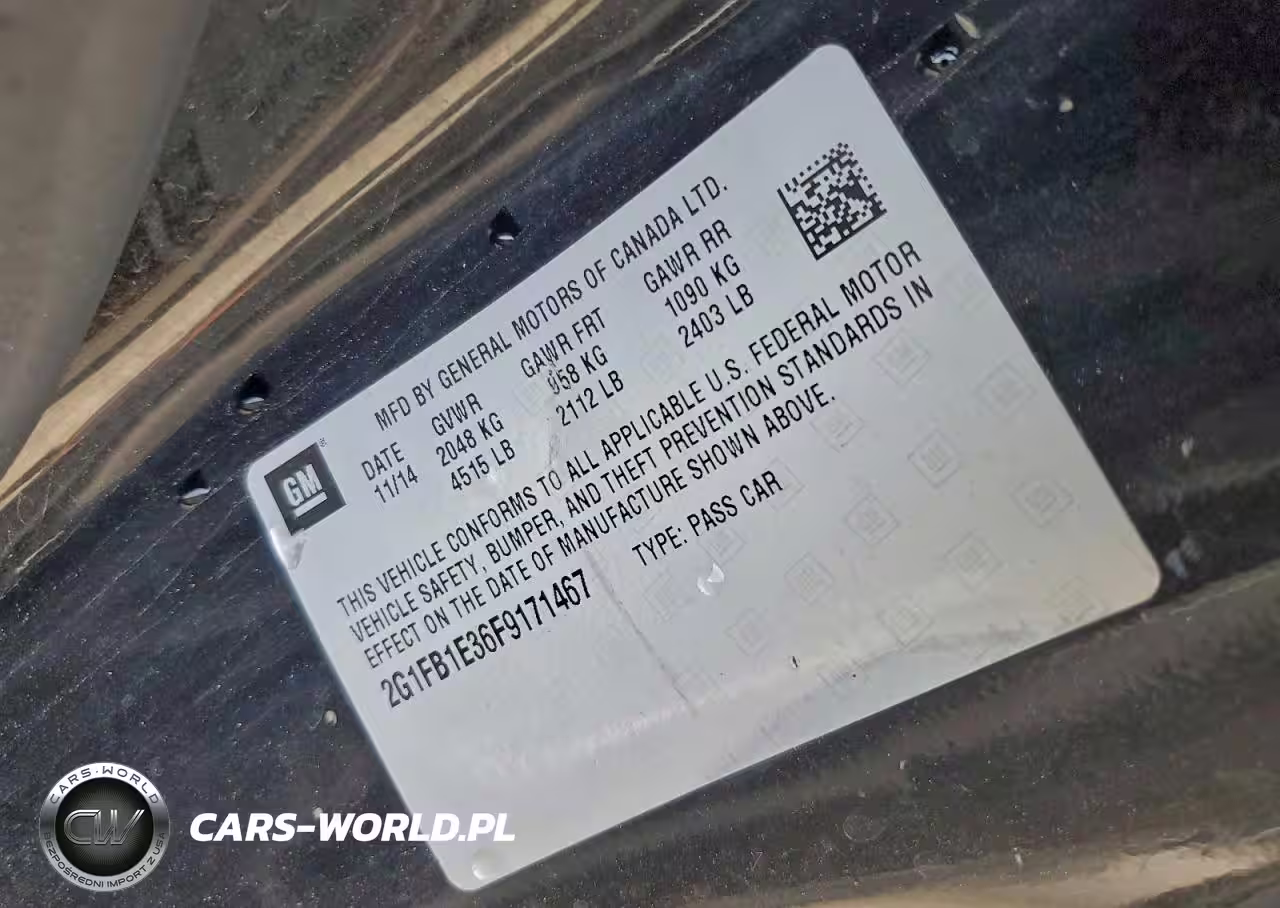 MFD BY GENERAL MOTORS OF CANADA LTD.
DATE GVWR GAWR FRT GAWR RR
11/14 2048 KG 958 KG 1090 KG
4515 LB 2112 LB 2403 LB
GM
THIS VEHICLE CONFORMS TO ALL APPLICABLE U.S. FEDERAL MOTOR
VEHICLE SAFETY, BUMPER, AND THEFT PREVENTION STANDARDS IN
EFFECT ON THE DATE OF MANUFACTURE SHOWN ABOVE.
2G1FB1E36F9171467 TYPE: PASS CAR
CARS-WORLD
CW
BEZPOŚREDNI IMPORT Z USA
CARS-WORLD.PL